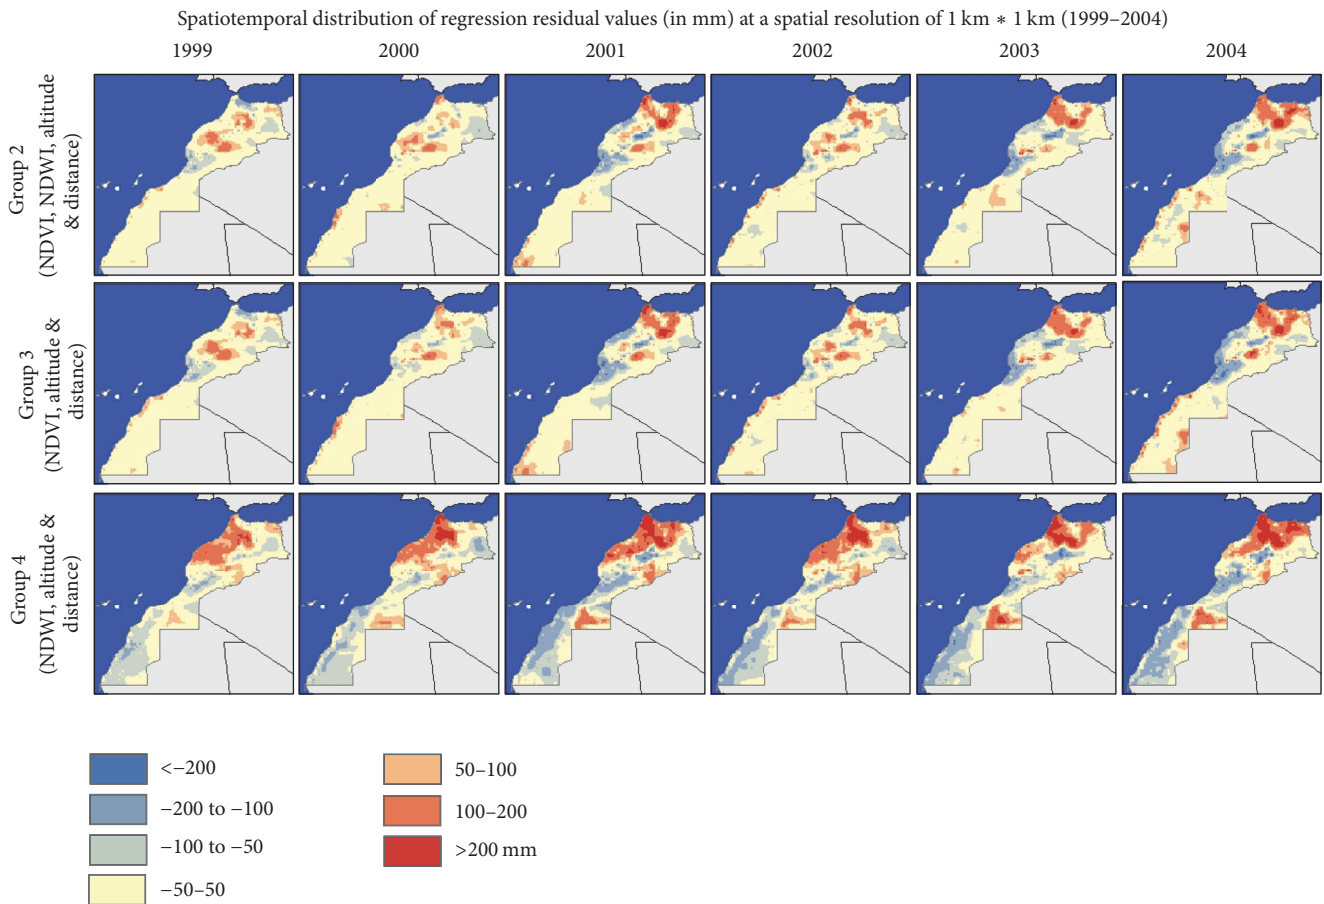 Spatiotemporal distribution of regression residual values (in mm) at a spatial resolution of 1 km ∗ 1 km (1999–2004)
1999 2000 2001 2002 2003 2004
Group 2
(NDVI, NDWI, altitude
& distance)
Group 3
(NDVI, altitude &
distance)
Group 4
(NDWI, altitude &
distance)
<−200
−200 to −100
−100 to −50
−50–50
50–100
100–200
>200 mm